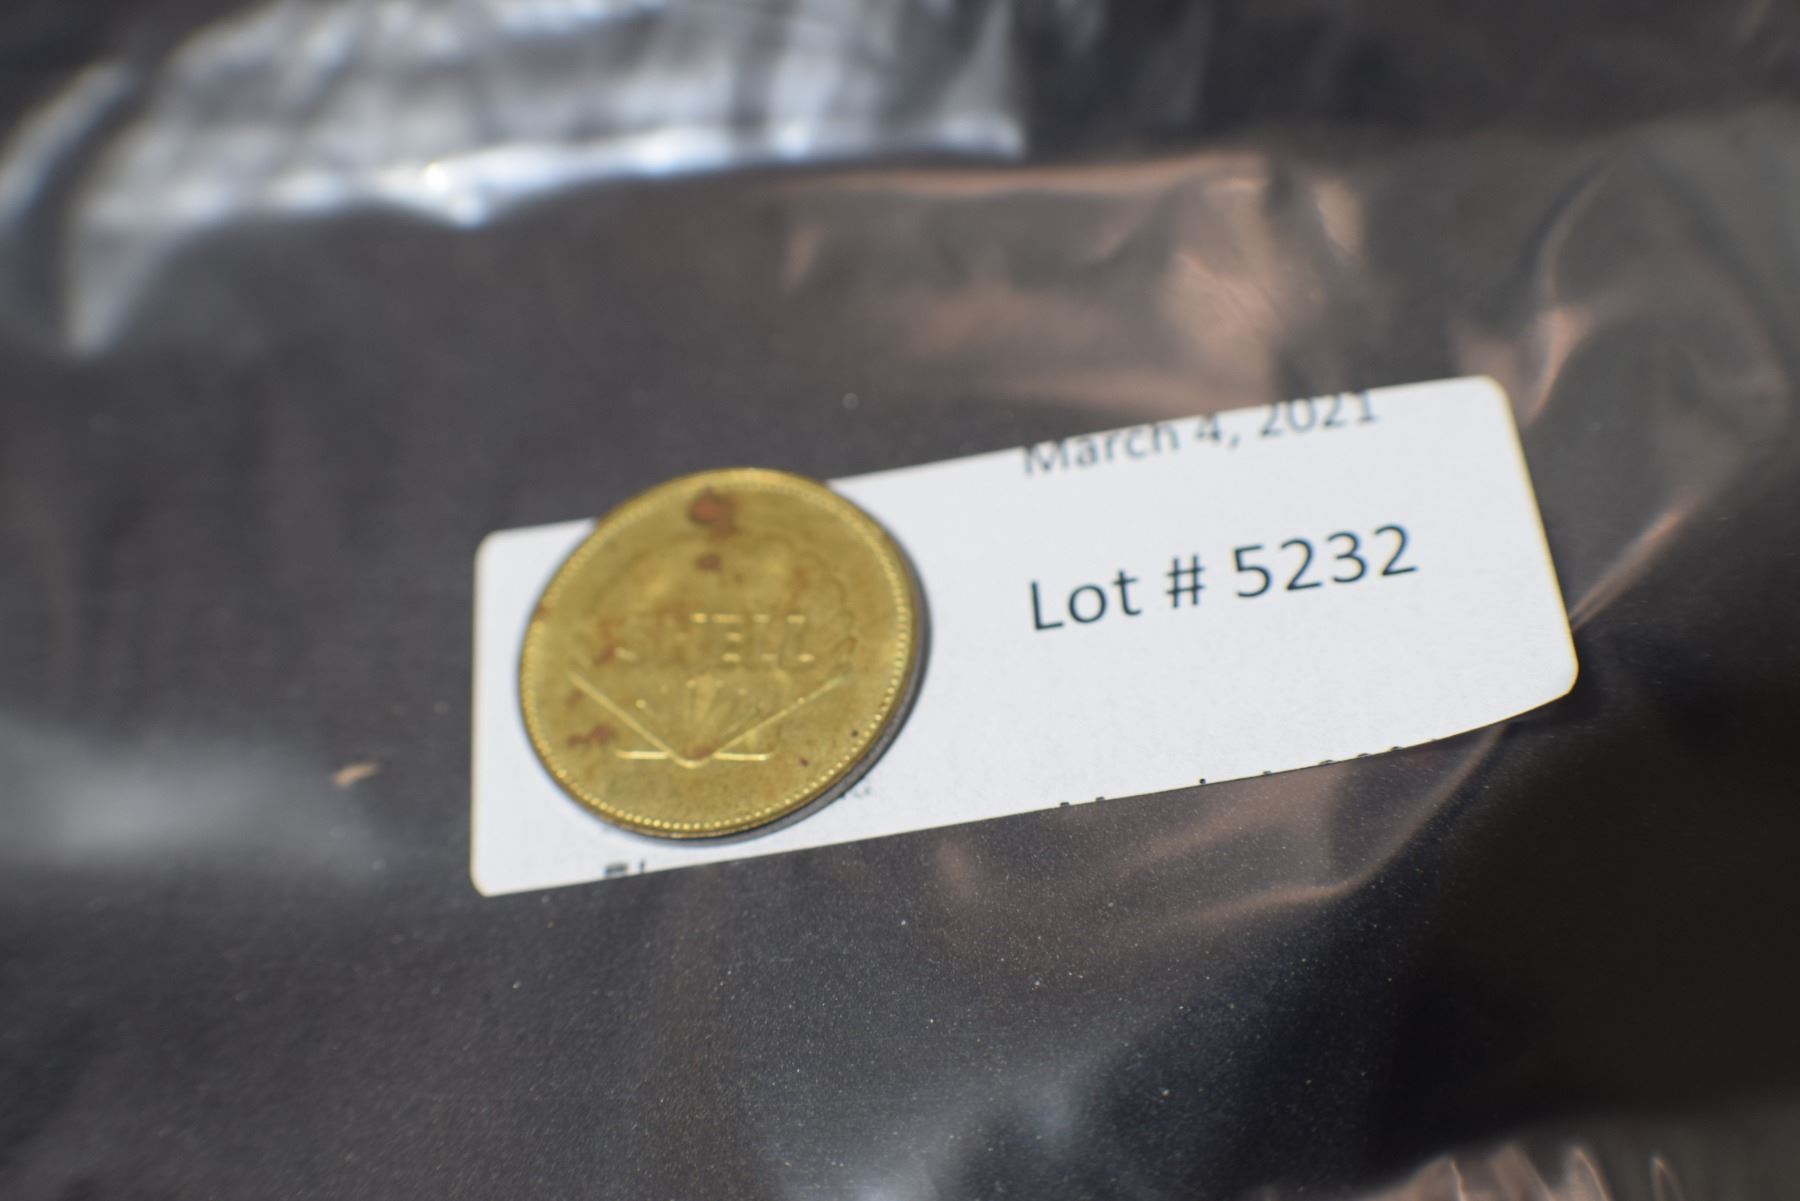 March 4, 2021
Lot # 5232
SHELL